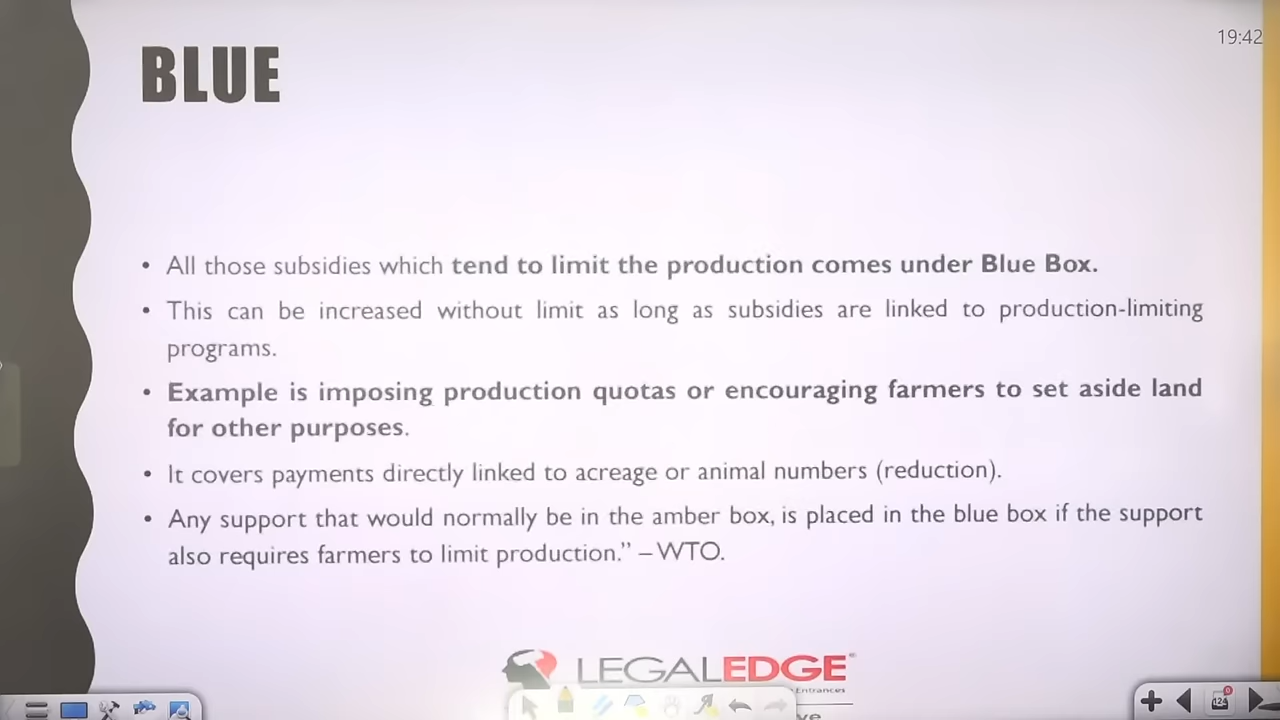 19:42
BLUE
• All those subsidies which tend to limit the production comes under Blue Box.
• This can be increased without limit as long as subsidies are linked to production-limiting
programs.
• Example is imposing production quotas or encouraging farmers to set aside land
for other purposes.
• It covers payments directly linked to acreage or animal numbers (reduction).
• Any support that would normally be in the amber box, is placed in the blue box if the support
also requires farmers to limit production.” – WTO.
LEGALEDGE
Entrances
ve